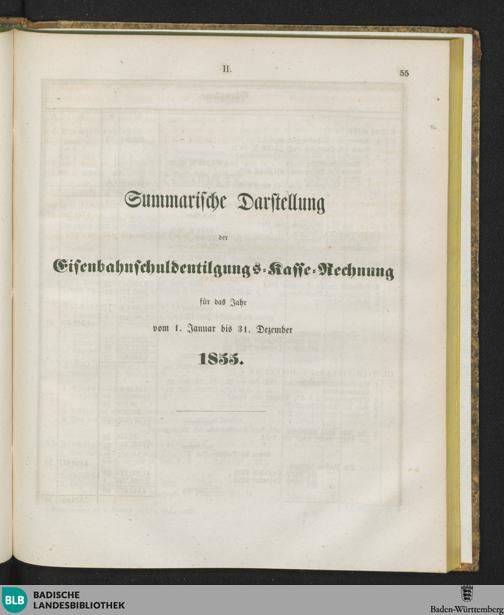 II.
55
Summarische Darstellung
der
Eisenbahnschuldentilgungs-Kasse-Rechnung
für das Jahr
vom 1. Januar bis 31. Dezember
1855.
BLB
BADISCHE
LANDESBIBLIOTHEK
Baden-Württemberg